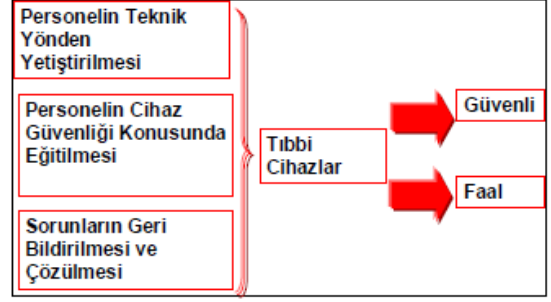 Personelin Teknik
Yönden
Yetiştirilmesi
Personelin Cihaz
Güvenliği Konusunda
Eğitilmesi
Sorunların Geri
Bildirilmesi ve
Çözülmesi
Tıbbi
Cihazlar
Güvenli
Faal